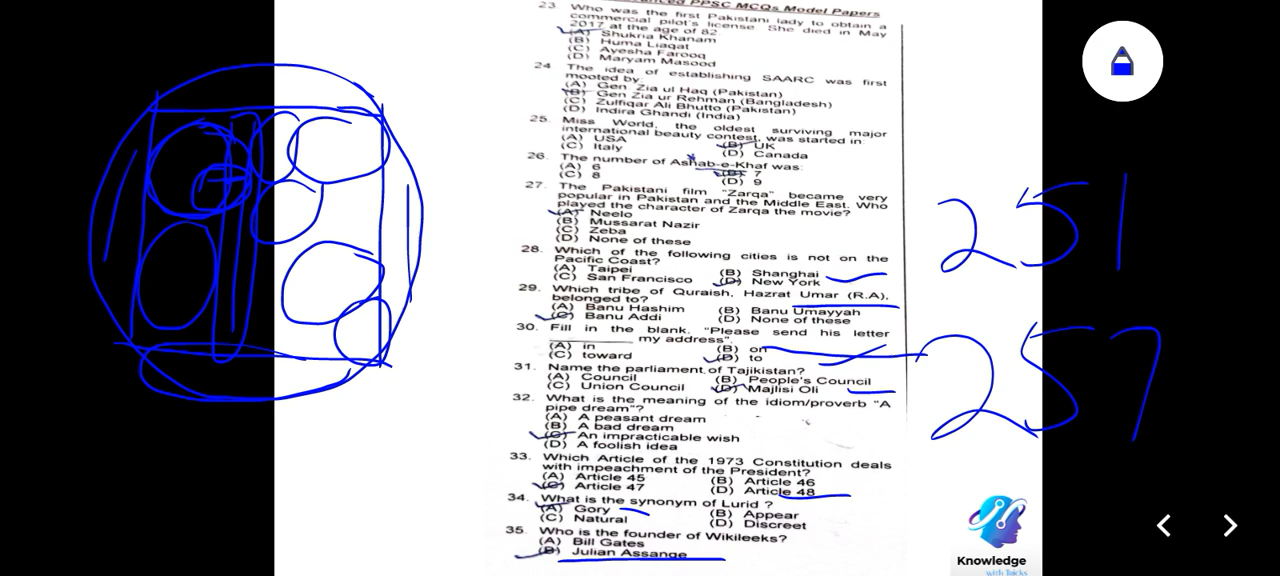 Advanced PPSC MCQs Model Papers
23. Who was the first Pakistani lady to obtain a
commercial pilot's license. She died in May
2017 at the age of 82
(A) Shukria Khanam
(B) Huma Liaqat
(C) Ayesha Farooq
(D) Maryam Masood
24. The idea of establishing SAARC was first
mooted by:
(A) Gen Zia ul Haq (Pakistan)
(B) Gen Zia ur Rehman (Bangladesh)
(C) Zulfiqar Ali Bhutto (Pakistan)
(D) Indira Ghandi (India)
25. Miss World, the oldest surviving major
international beauty contest, was started in:
(A) USA (B) UK
(C) Italy (D) Canada
26. The number of Ashab-e-Khaf was:
(A) 6 (B) 7
(C) 8 (D) 9
27. The Pakistani film "Zarqa" became very
popular in Pakistan and the Middle East. Who
played the character of Zarqa the movie?
(A) Neelo
(B) Mussarat Nazir
(C) Zeba
(D) None of these
28. Which of the following cities is not on the
Pacific Coast?
(A) Taipei (B) Shanghai
(C) San Francisco (D) New York
29. Which tribe of Quraish, Hazrat Umar (R.A),
belonged to?
(A) Banu Hashim (B) Banu Umayyah
(C) Banu Addi (D) None of these
30. Fill in the blank. "Please send his letter
__________ my address".
(A) in (B) on
(C) toward (D) to
31. Name the parliament of Tajikistan?
(A) Council (B) People's Council
(C) Union Council (D) Majlisi Oli
32. What is the meaning of the idiom/proverb "A
pipe dream"?
(A) A peasant dream
(B) A bad dream
(C) An impracticable wish
(D) A foolish idea
33. Which Article of the 1973 Constitution deals
with impeachment of the President?
(A) Article 45 (B) Article 46
(C) Article 47 (D) Article 48
34. What is the synonym of Lurid ?
(A) Gory (B) Appear
(C) Natural (D) Discreet
35. Who is the founder of Wikileeks?
(A) Bill Gates
(B) Julian Assange
251
257
Knowledge
with Tricks